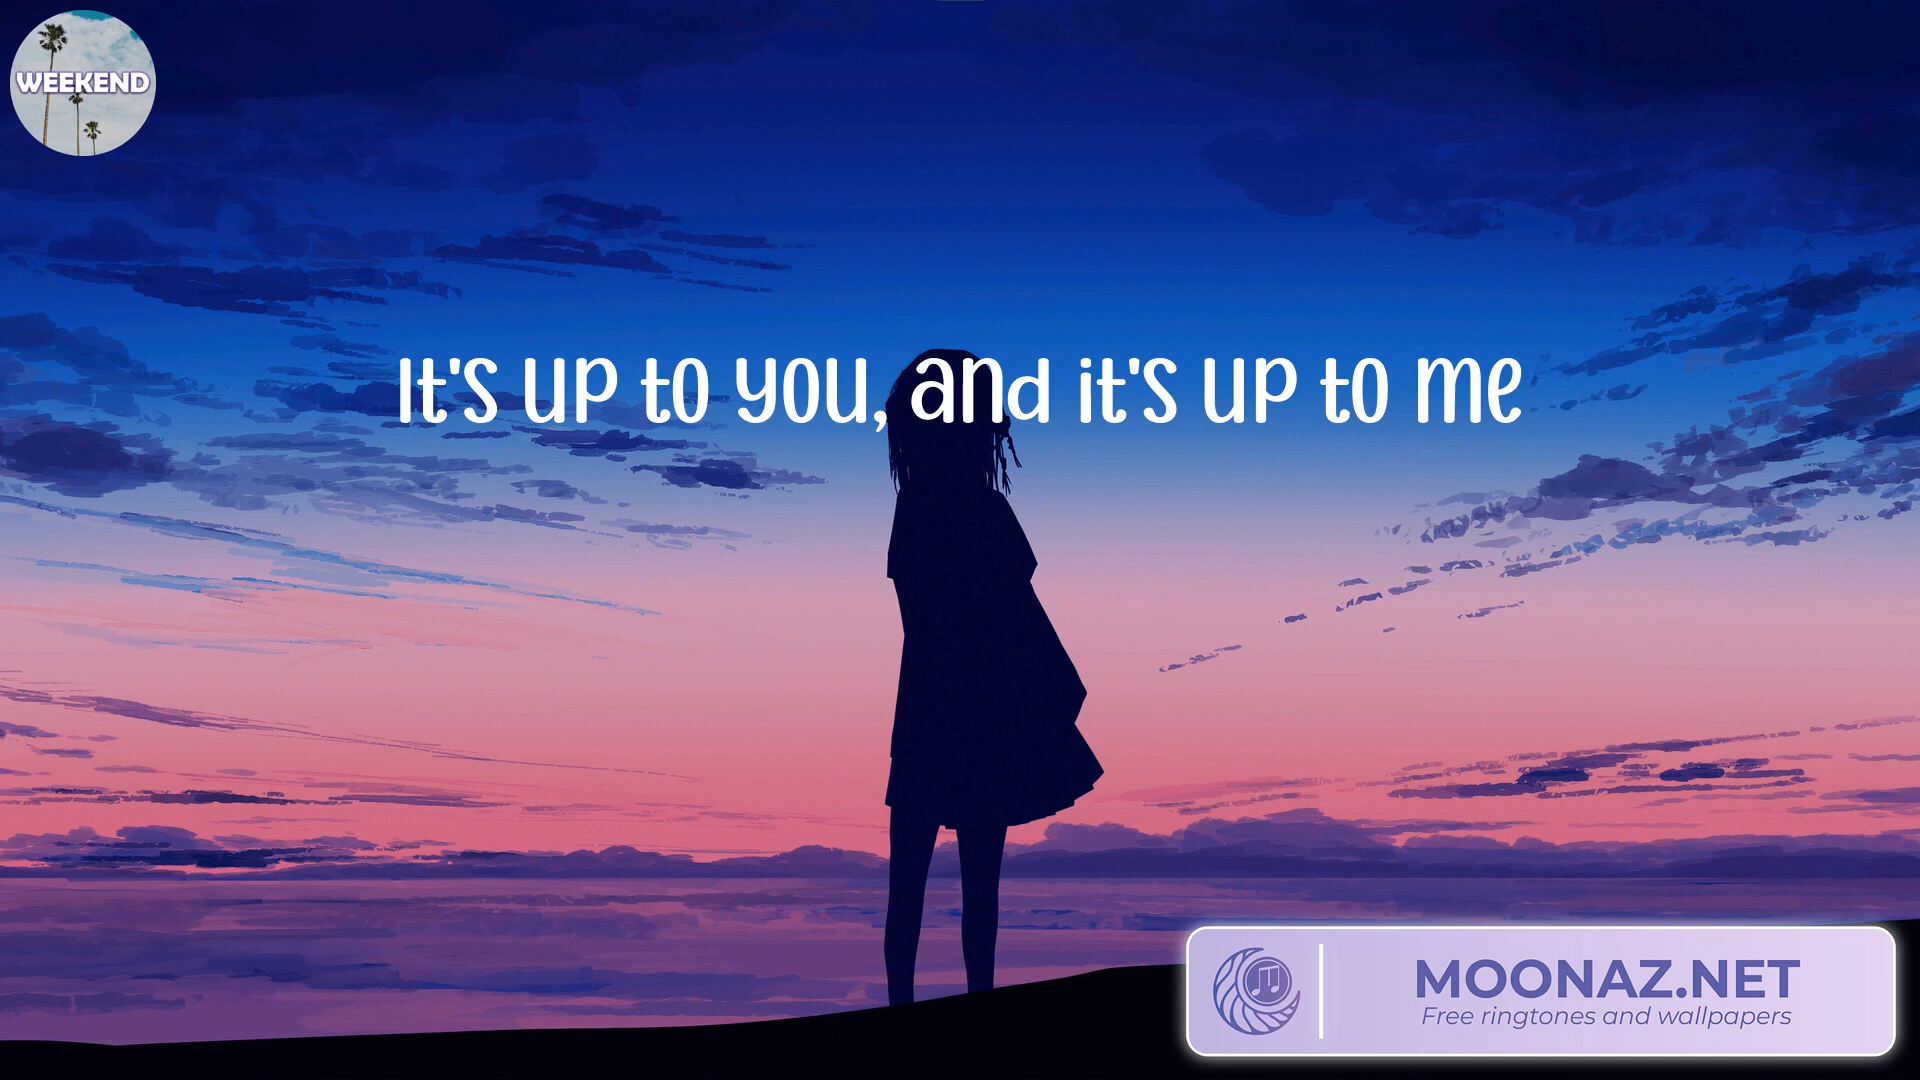 WEEKEND
It's up to you, and it's up to me
MOONAZ.NET
Free ringtones and wallpapers